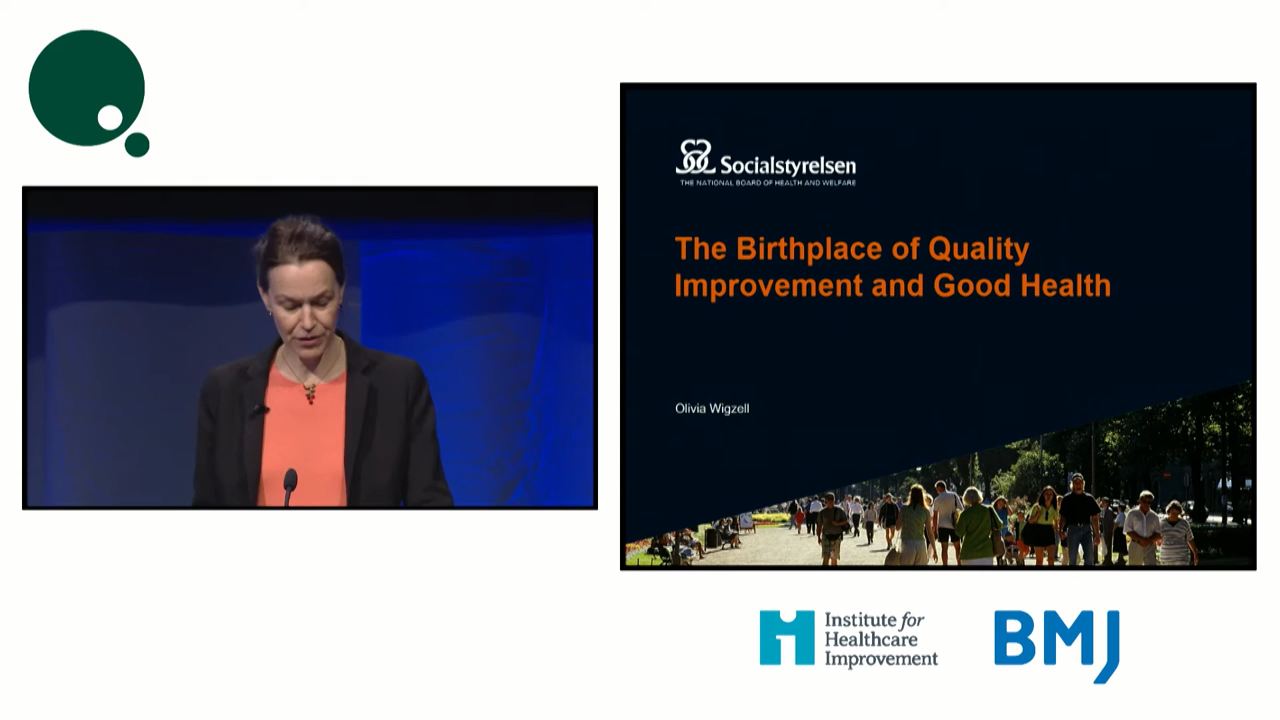 Socialstyrelsen
THE NATIONAL BOARD OF HEALTH AND WELFARE
The Birthplace of Quality
Improvement and Good Health
Olivia Wigzell
Institute for
Healthcare
Improvement
BMJ